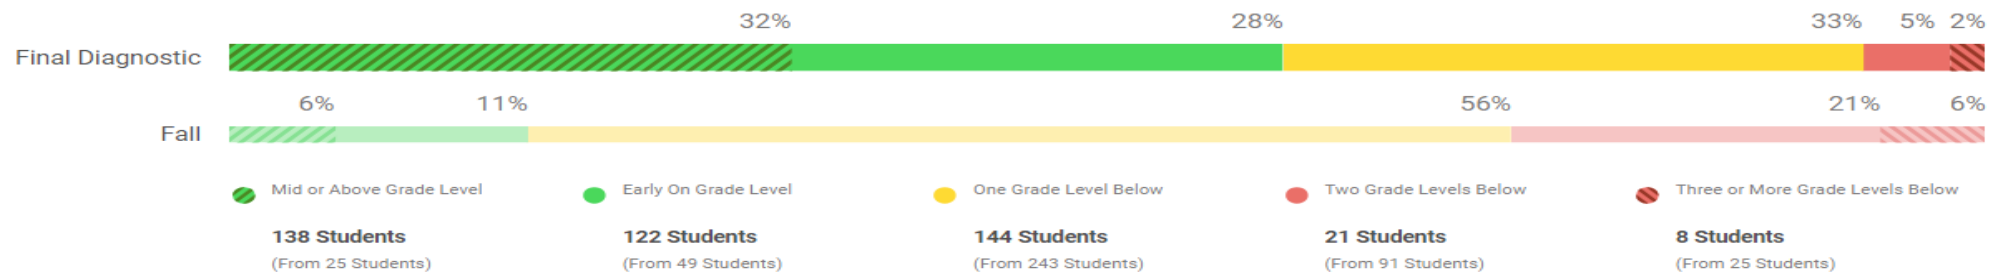 32% 28% 33% 5% 2%
Final Diagnostic
6% 11% 56% 21% 6%
Fall
Mid or Above Grade Level Early On Grade Level One Grade Level Below Two Grade Levels Below Three or More Grade Levels Below
138 Students 122 Students 144 Students 21 Students 8 Students
(From 25 Students) (From 49 Students) (From 243 Students) (From 91 Students) (From 25 Students)